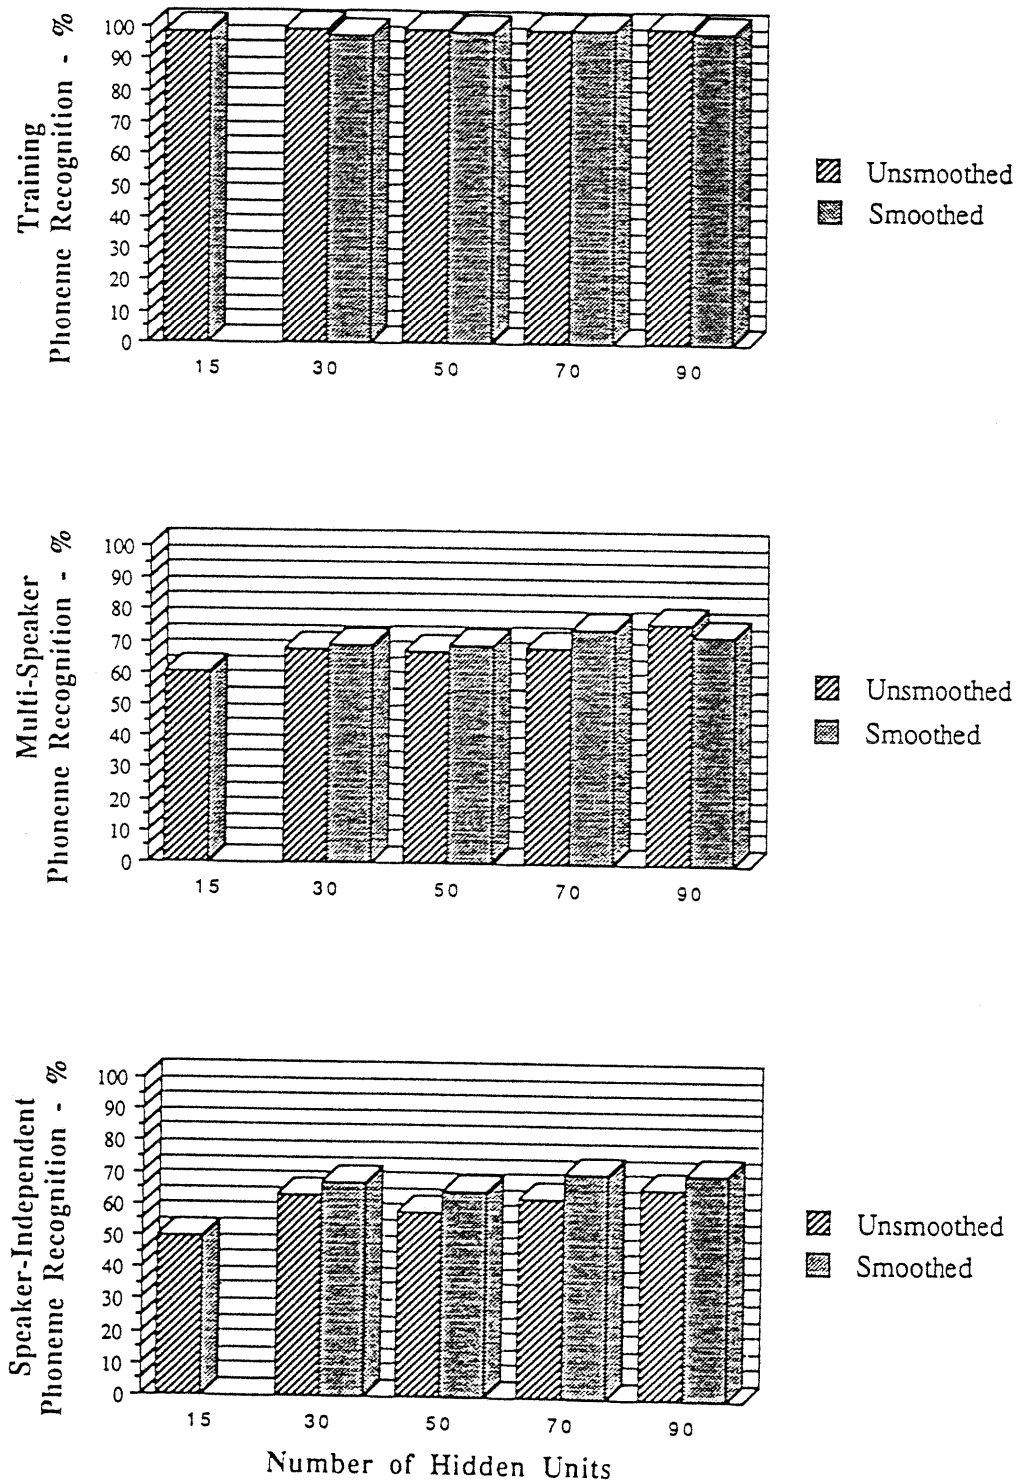 Training
Phoneme Recognition - %
100
90
80
70
60
50
40
30
20
10
0
15 30 50 70 90
Unsmoothed
Smoothed
Multi-Speaker
Phoneme Recognition - %
100
90
80
70
60
50
40
30
20
10
0
15 30 50 70 90
Unsmoothed
Smoothed
Speaker-Independent
Phoneme Recognition - %
100
90
80
70
60
50
40
30
20
10
0
15 30 50 70 90
Unsmoothed
Smoothed
Number of Hidden Units